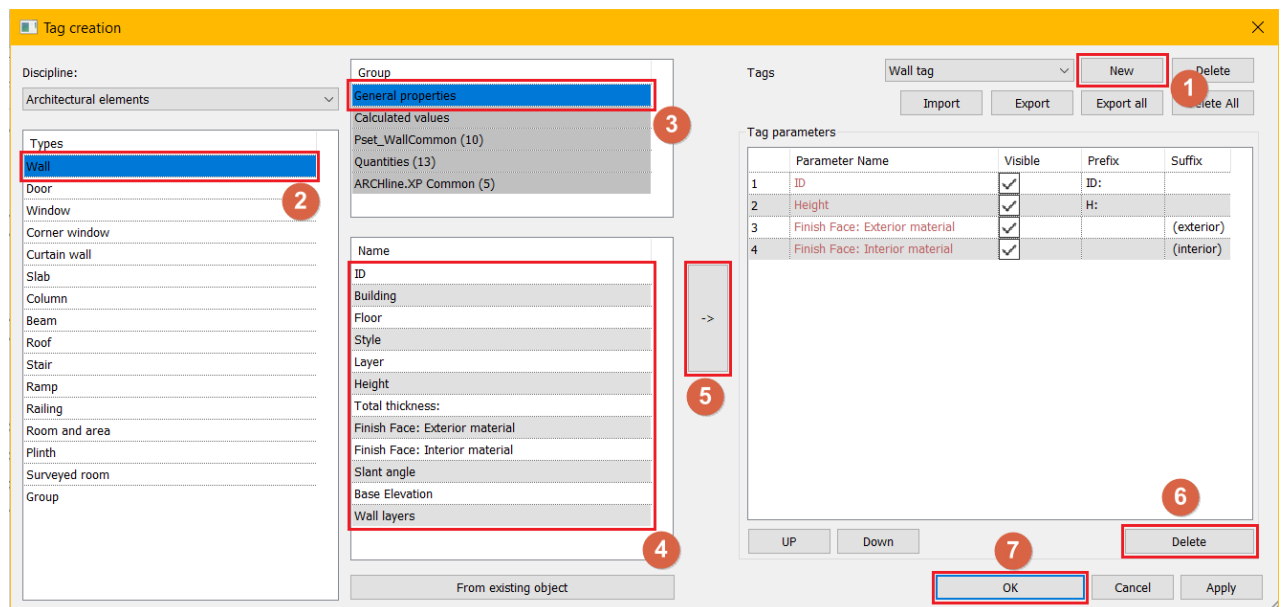 Tag creation
Discipline:
Architectural elements
Types
Wall
Door
Window
Corner window
Curtain wall
Slab
Column
Beam
Roof
Stair
Ramp
Railing
Room and area
Plinth
Surveyed room
Group
2
Group
General properties
Calculated values
Pset_WallCommon (10)
Quantities (13)
ARCHline.XP Common (5)
3
Name
ID
Building
Floor
Style
Layer
Height
Total thickness:
Finish Face: Exterior material
Finish Face: Interior material
Slant angle
Base Elevation
Wall layers
4
From existing object
->
5
Tags Wall tag New Delete
1
Import Export Export all Delete All
Tag parameters
Parameter Name Visible Prefix Suffix
1 ID ID:
2 Height H:
3 Finish Face: Exterior material (exterior)
4 Finish Face: Interior material (interior)
6
UP Down Delete
7
OK Cancel Apply